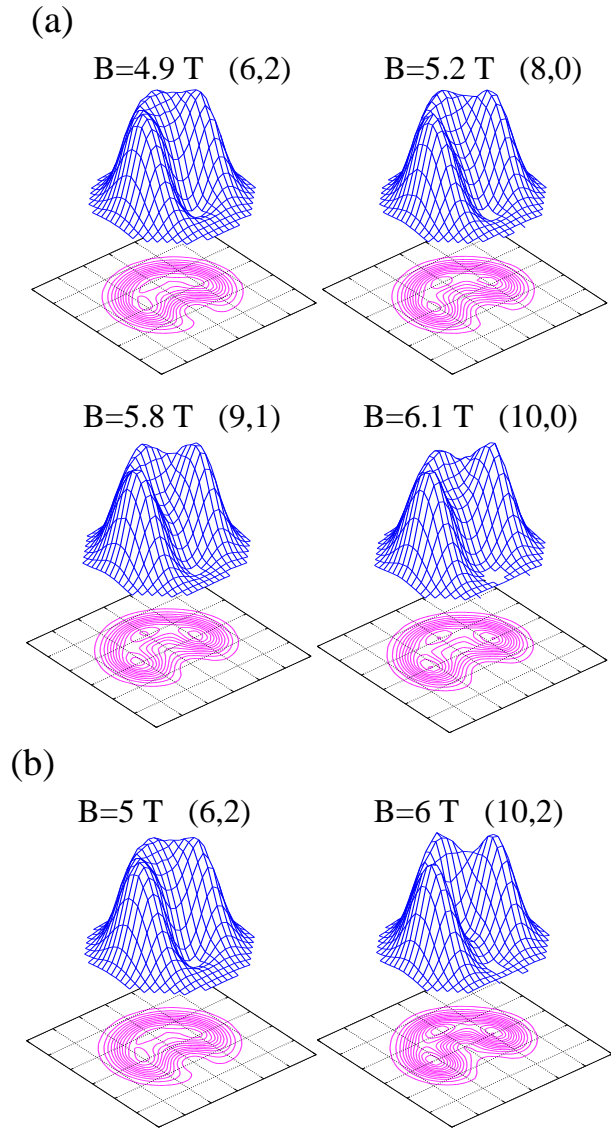 (a)
B=4.9 T (6,2) B=5.2 T (8,0)
B=5.8 T (9,1) B=6.1 T (10,0)
(b)
B=5 T (6,2) B=6 T (10,2)